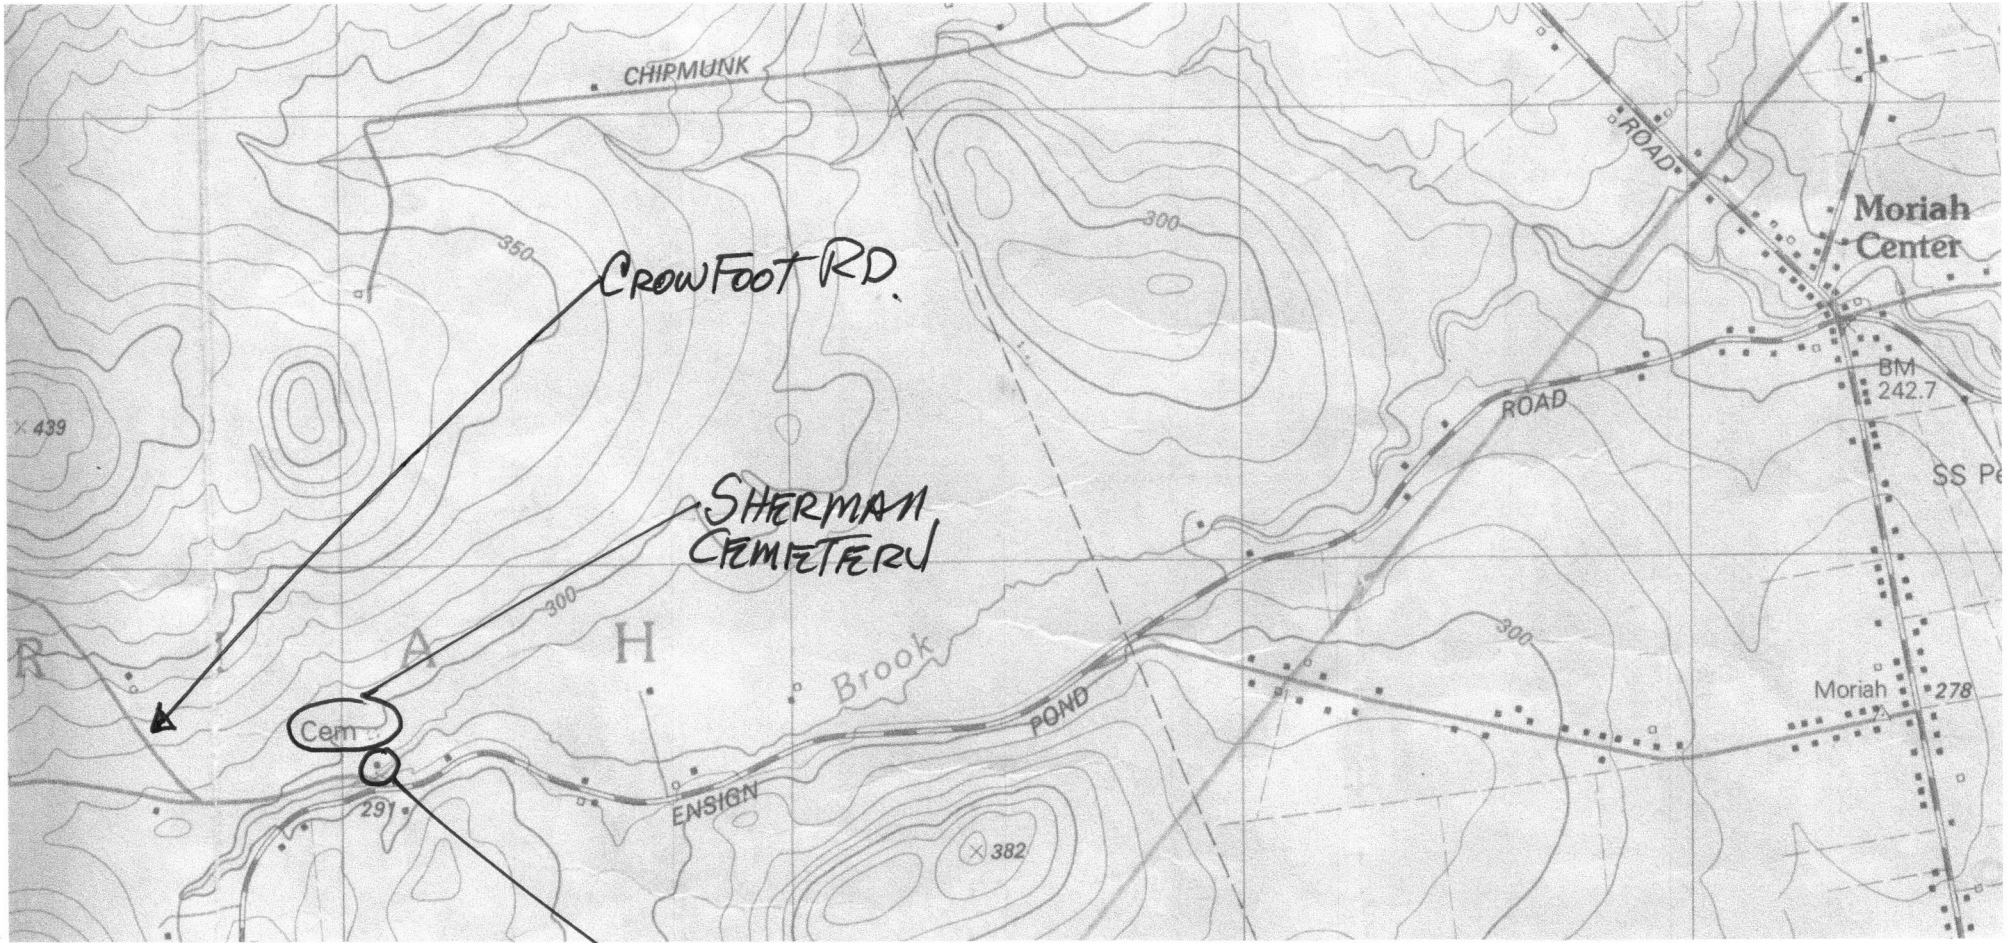 CHIPMUNK
ROAD
Moriah
Center
300
350
CROWFOOT RD.
BM
242.7
ROAD
439
SS Pe
SHERMAN
CEMETERY
300
R I A H
Brook
300
Moriah
278
Cem
POND
ENSIGN
291
382